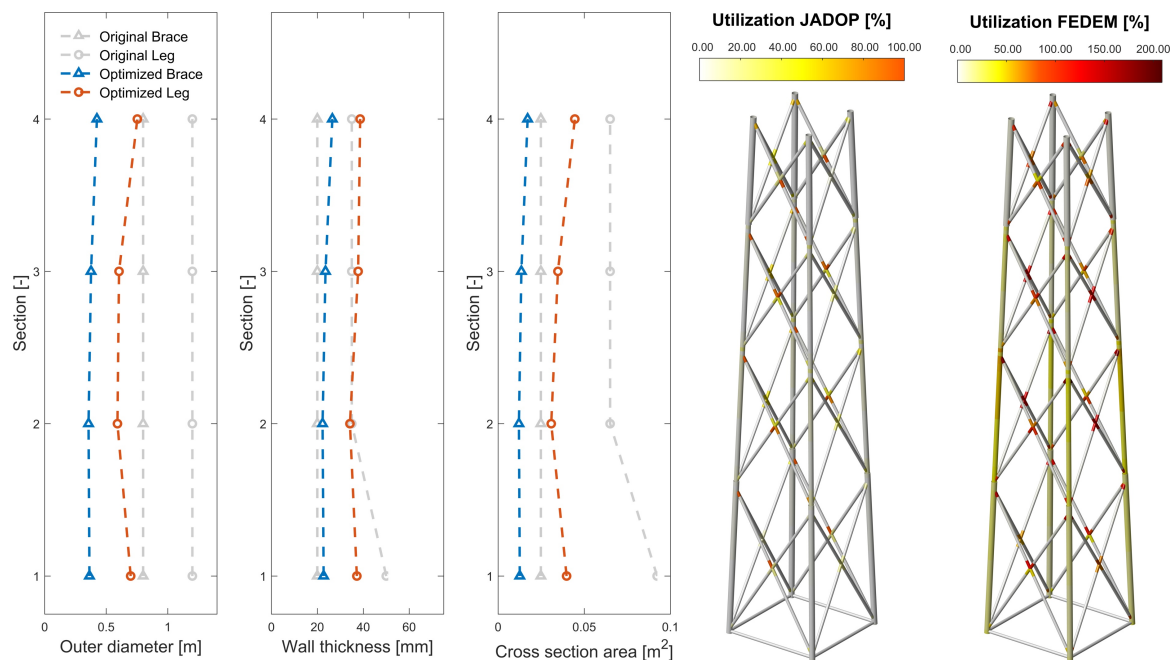 Original Brace
Original Leg
Optimized Brace
Optimized Leg
4
3
2
1
Section [-]
0
0.5
1
Outer diameter [m]
4
3
2
1
Section [-]
0
20
40
60
Wall thickness [mm]
4
3
2
1
Section [-]
0
0.05
0.1
Cross section area [m²]
Utilization JADOP [%]
0.00 20.00 40.00 60.00 80.00 100.00
Utilization FEDEM [%]
0.00 50.00 100.00 150.00 200.00